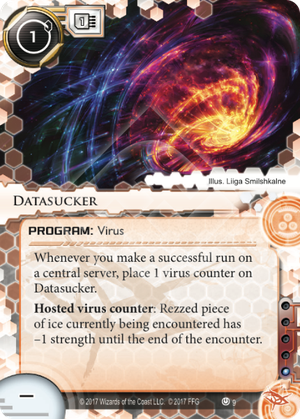 1
1
Illus. Liiga Smilshkalne
DATASUCKER
PROGRAM: Virus
Whenever you make a successful run on
a central server, place 1 virus counter on
Datasucker.
Hosted virus counter: Rezzed piece
of ice currently being encountered has
–1 strength until the end of the encounter.
–
© 2017 Wizards of the Coast LLC. © 2017 FFG
9